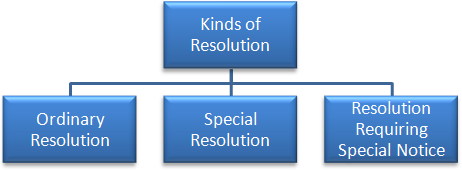 Kinds of
Resolution
Ordinary
Resolution
Special
Resolution
Resolution
Requiring
Special Notice